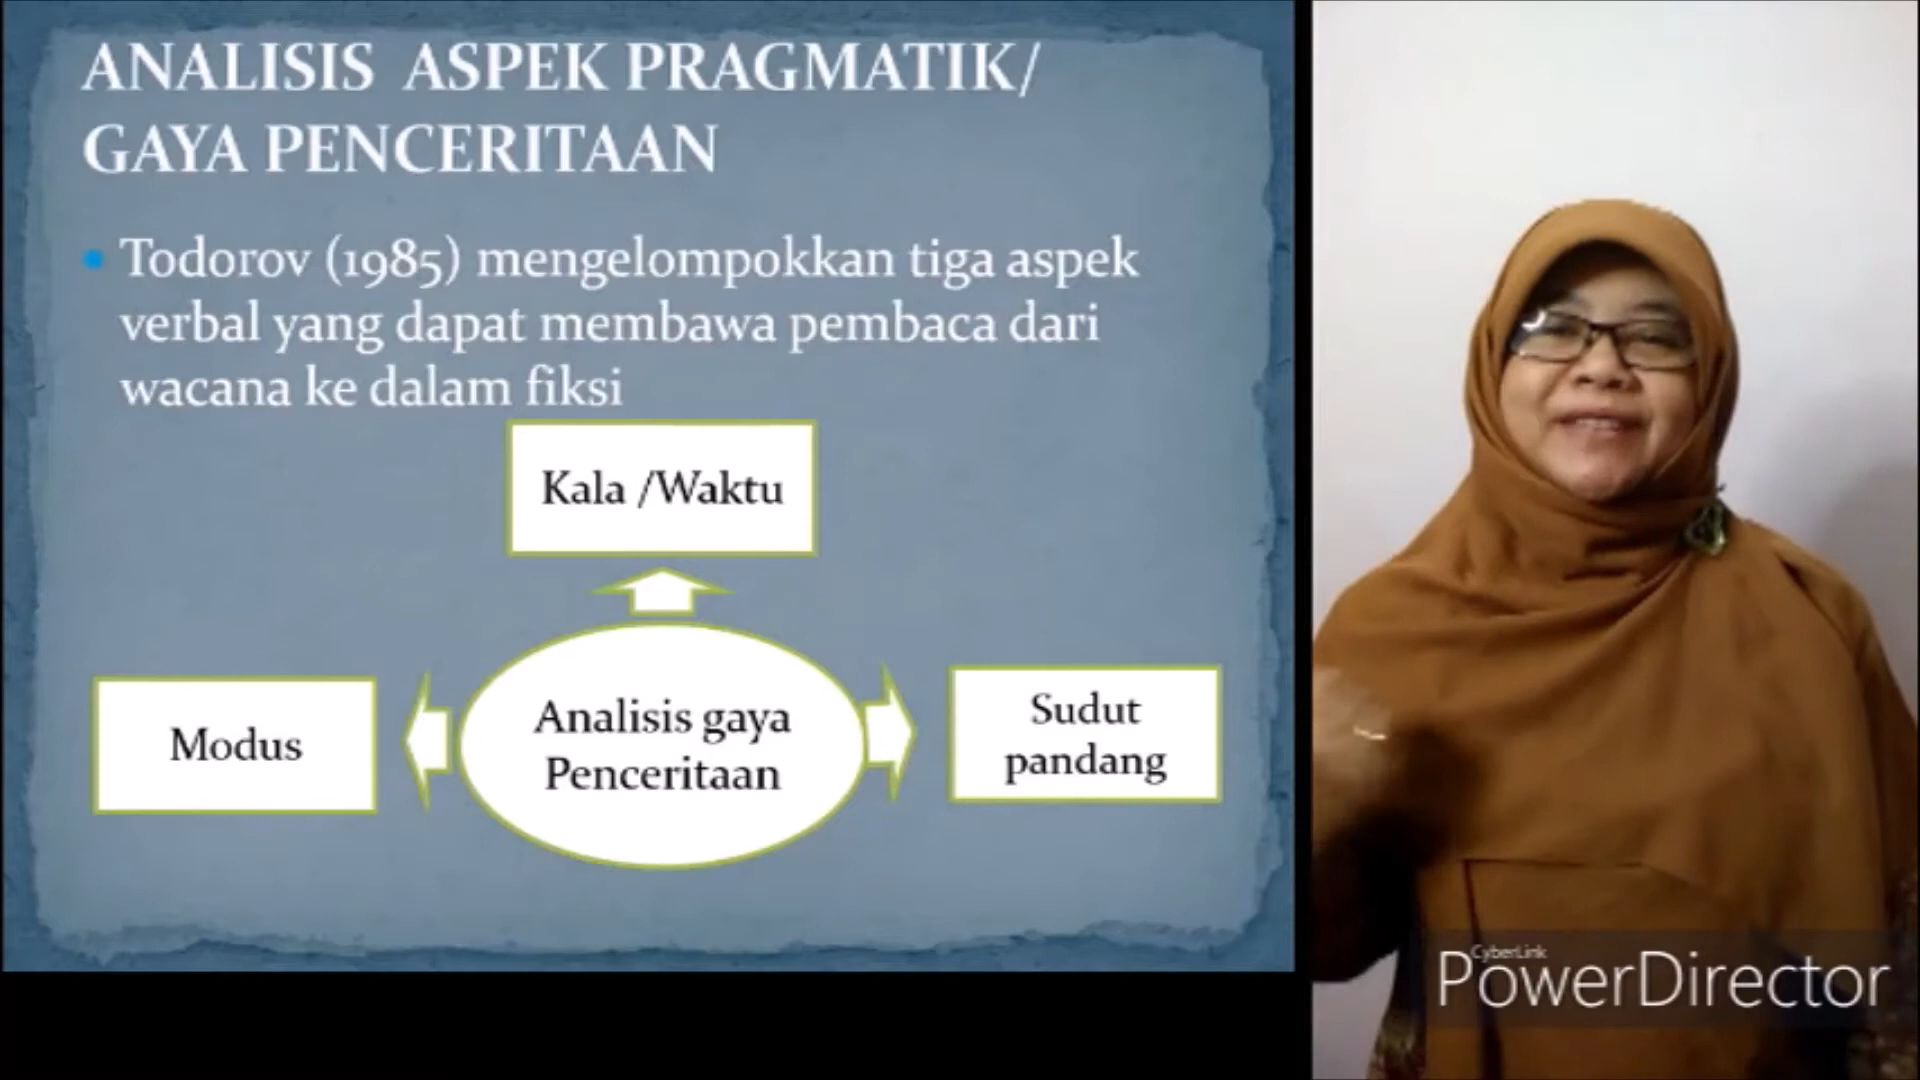 ANALISIS ASPEK PRAGMATIK/
GAYA PENCERITAAN
Todorov (1985) mengelompokkan tiga aspek
verbal yang dapat membawa pembaca dari
wacana ke dalam fiksi
Kala /Waktu
Modus
Analisis gaya
Penceritaan
Sudut
pandang
CyberLink
PowerDirector